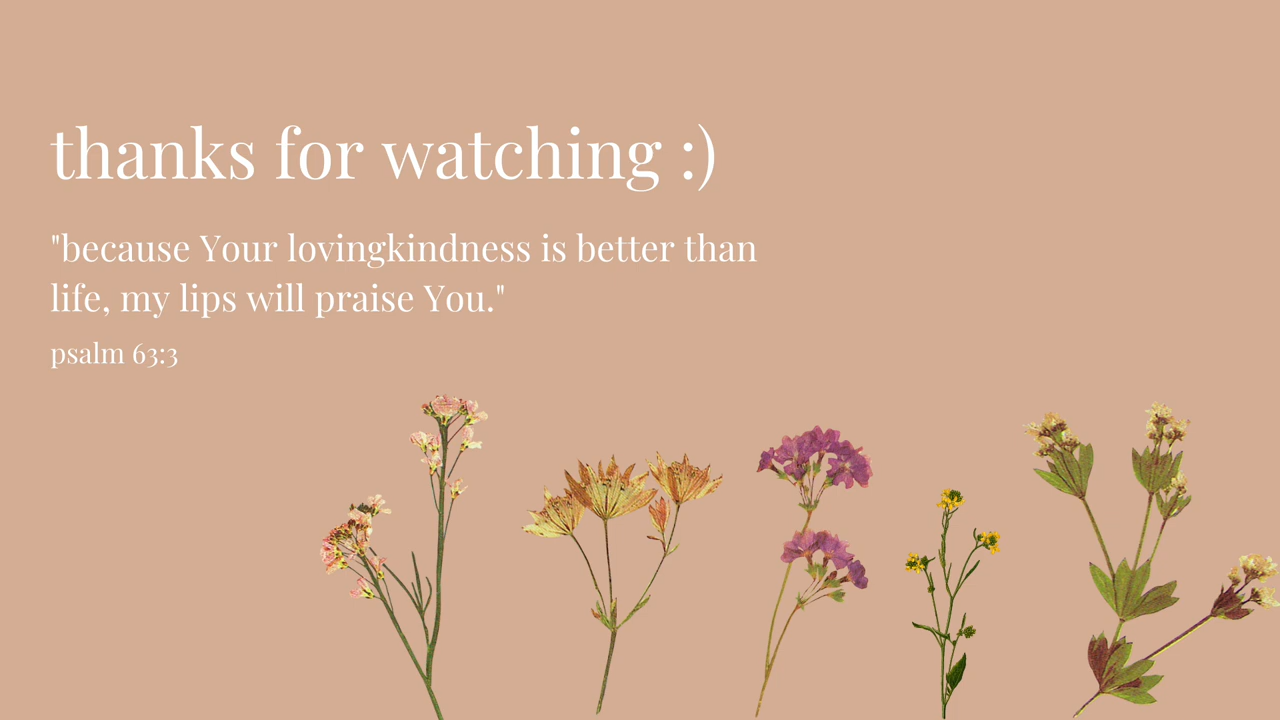 thanks for watching :)
"because Your lovingkindness is better than
life, my lips will praise You."
psalm 63:3